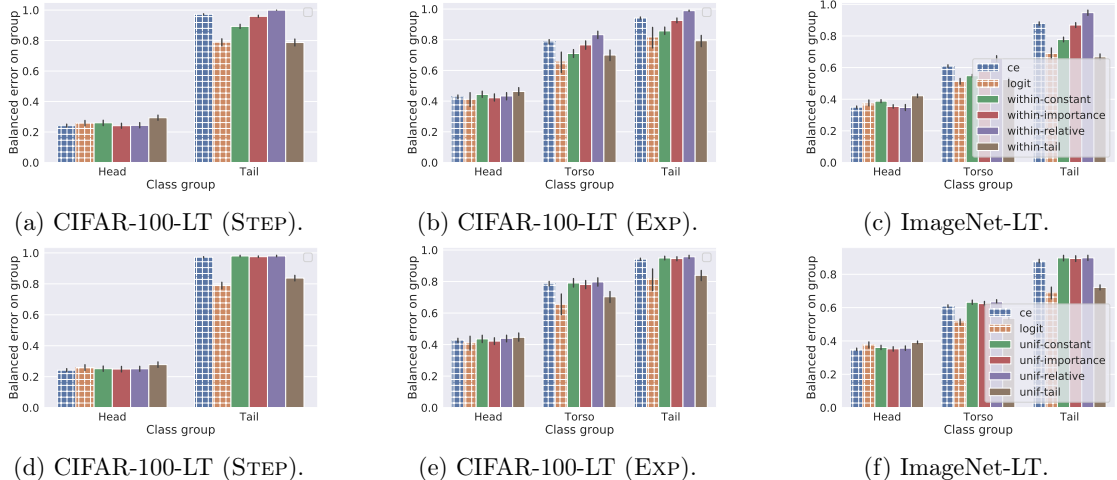 Balanced error on group
1.0
0.8
0.6
0.4
0.2
0.0
Head
Tail
Class group
(a) CIFAR-100-LT (STEP).
Balanced error on group
1.0
0.8
0.6
0.4
0.2
0.0
Head
Torso
Tail
Class group
(b) CIFAR-100-LT (EXP).
Balanced error on group
1.0
0.8
0.6
0.4
0.2
0.0
ce
logit
within-constant
within-importance
within-relative
within-tail
Head
Torso
Tail
Class group
(c) ImageNet-LT.
Balanced error on group
1.0
0.8
0.6
0.4
0.2
0.0
Head
Tail
Class group
(d) CIFAR-100-LT (STEP).
Balanced error on group
1.0
0.8
0.6
0.4
0.2
0.0
Head
Torso
Tail
Class group
(e) CIFAR-100-LT (EXP).
Balanced error on group
0.8
0.6
0.4
0.2
0.0
ce
logit
unif-constant
unif-importance
unif-relative
unif-tail
Head
Torso
Tail
Class group
(f) ImageNet-LT.